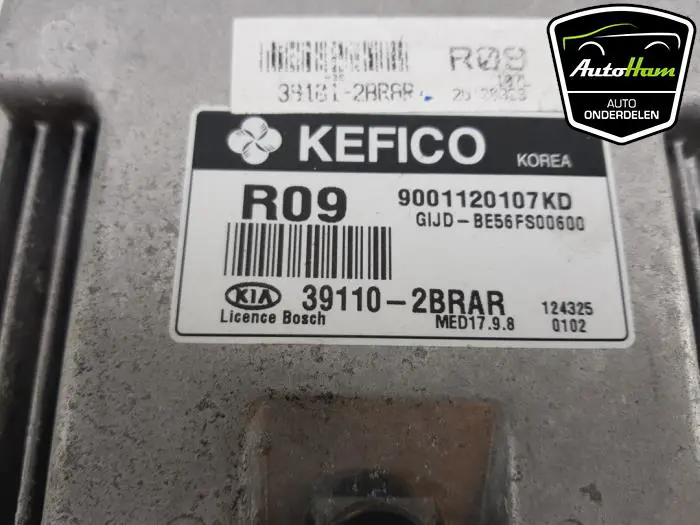 AutoHam
AUTO
ONDERDELEN
R09
107
39101-2BRAR
KEFICO
KOREA
R09
9001120107KD
GIJD-BE56FS00600
KIA
39110-2BRAR
124325
Licence Bosch
MED17.9.8
0102